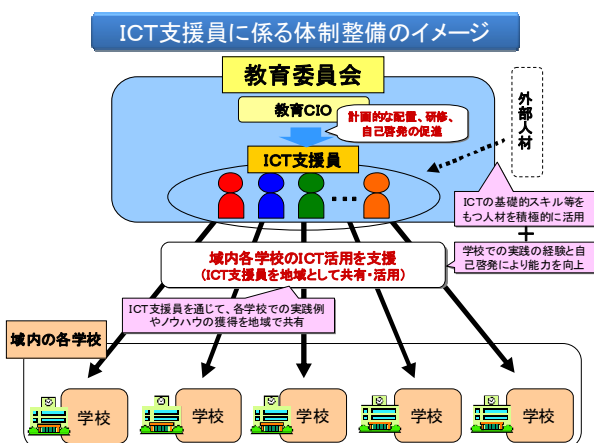 ICT支援員に係る体制整備のイメージ
教育委員会
教育CIO
計画的な配置、研修、
自己啓発の促進
外部人材
ICT支援員
…
ICTの基礎的スキル等を
もつ人材を積極的に活用
＋
学校での実践の経験と自
己啓発により能力を向上
域内各学校のICT活用を支援
（ICT支援員を地域として共有・活用）
ICT支援員を通じて、各学校での実践例
やノウハウの獲得を地域で共有
域内の各学校
学校
学校
学校
学校
学校